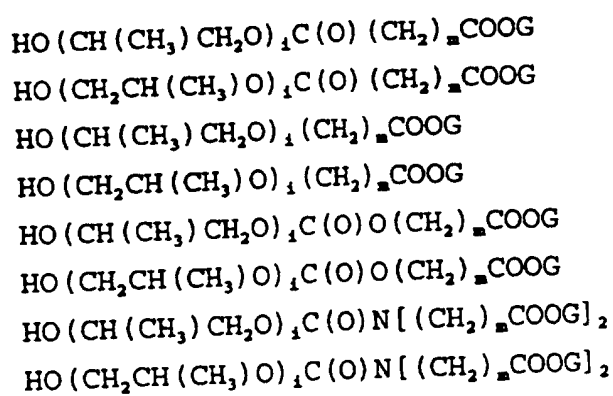 HO(CH(CH₃)CH₂O)ᵢC(O)(CH₂)ₘCOOG
HO(CH₂CH(CH₃)O)ᵢC(O)(CH₂)ₘCOOG
HO(CH(CH₃)CH₂O)ᵢ(CH₂)ₘCOOG
HO(CH₂CH(CH₃)O)ᵢ(CH₂)ₘCOOG
HO(CH(CH₃)CH₂O)ᵢC(O)O(CH₂)ₘCOOG
HO(CH₂CH(CH₃)O)ᵢC(O)O(CH₂)ₘCOOG
HO(CH(CH₃)CH₂O)ᵢC(O)N[(CH₂)ₘCOOG]₂
HO(CH₂CH(CH₃)O)ᵢC(O)N[(CH₂)ₘCOOG]₂